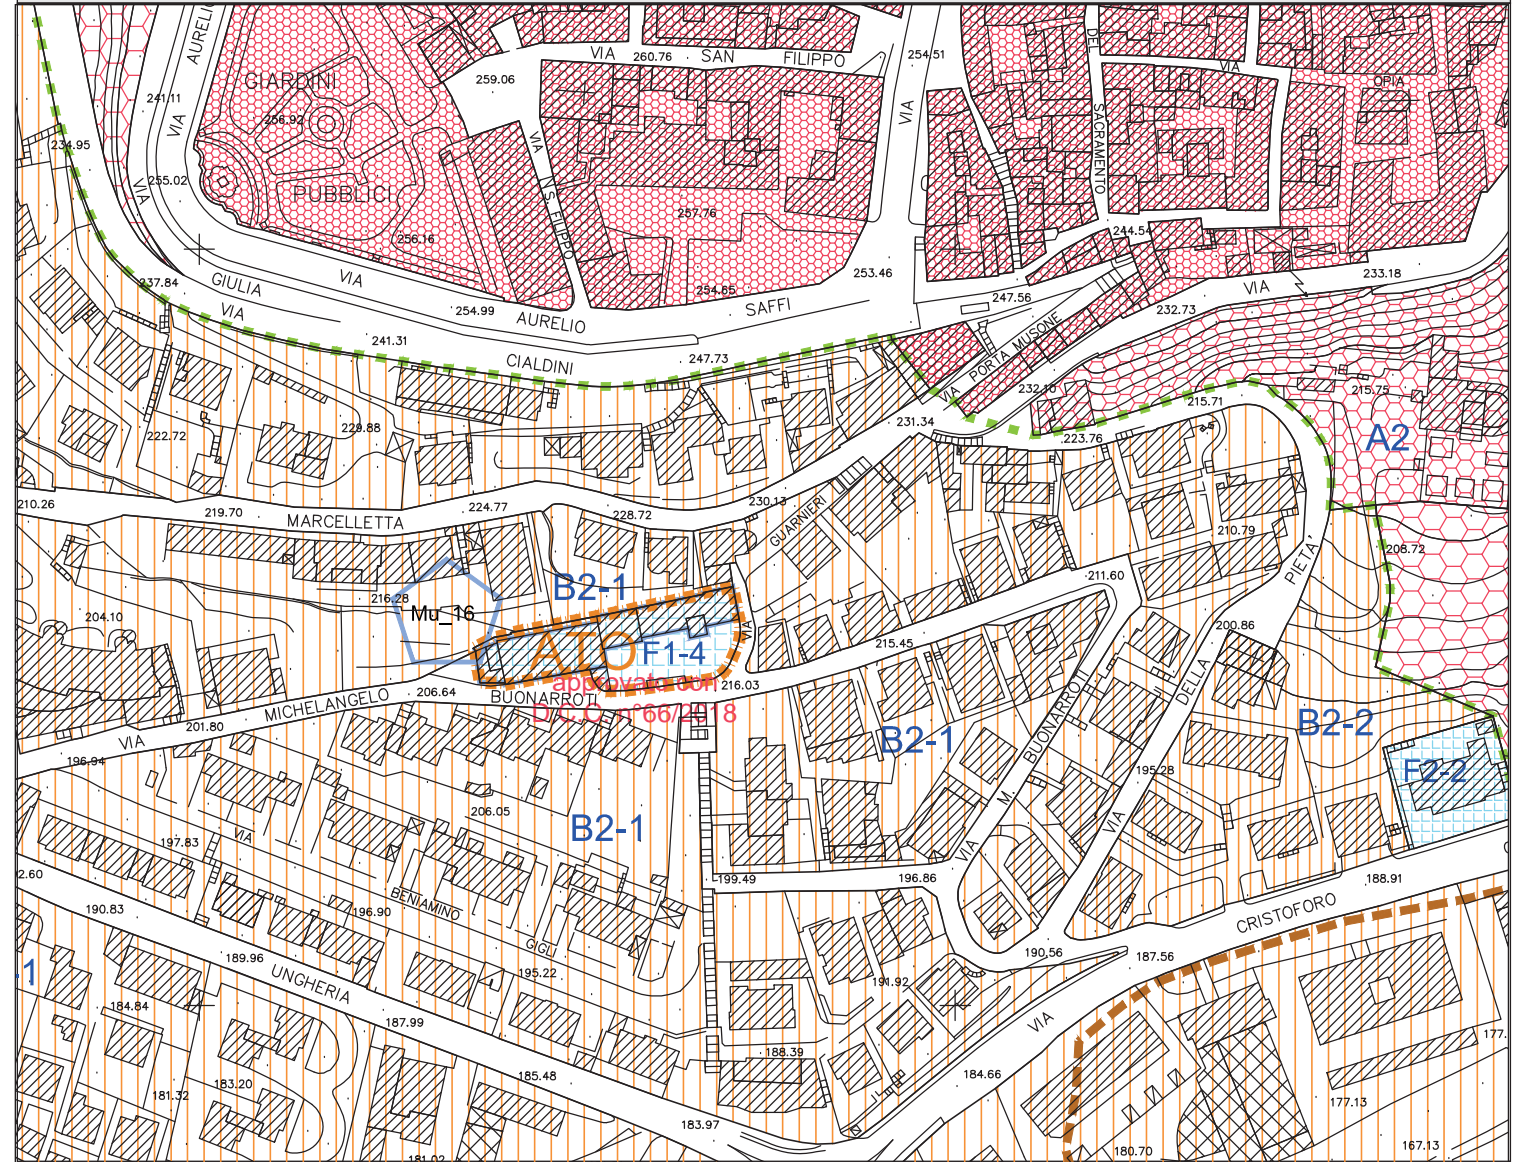 VIA AURELIO
GIARDINI
PUBBLICI
VIA SAN FILIPPO
260.76
259.06
254.51
VIA
DEL SACRAMENTO
VIA
OPIA
241.11
256.92
234.95
255.02
VIA
VIA S. FILIPPO
257.76
256.16
244.54
253.46
233.18
237.84
GIULIA
VIA
VIA
254.65
SAFFI
247.56
232.73
VIA
254.99
AURELIO
241.31
CIALDINI
247.73
VIA PORTA MUSONE
232.10
215.75
215.71
231.34
223.76
A2
222.72
229.88
210.26
219.70
MARCELLETTA
224.77
228.72
230.13
GUARNIERI
210.79
208.72
PIETA'
211.60
B2-1
216.28
Mu_16
204.10
ATO
F1-4
VIA
215.45
200.86
approvato con
D.C.C. n°66/2018
216.03
206.64
BUONARROTI
MICHELANGELO
201.80
VIA
196.94
DELLA
B2-2
B2-1
F2-2
195.28
M. BUONARROTI
206.05
B2-1
197.83
VIA
VIA
VIA
2.60
199.49
196.86
188.91
BENIAMINO
190.83
196.90
CRISTOFORO
GIGLI
189.96
195.22
190.56
187.56
-1
UNGHERIA
191.92
184.84
187.99
VIA
177.
188.39
185.48
184.66
183.20
181.32
177.13
183.97
167.13
180.70
181.02